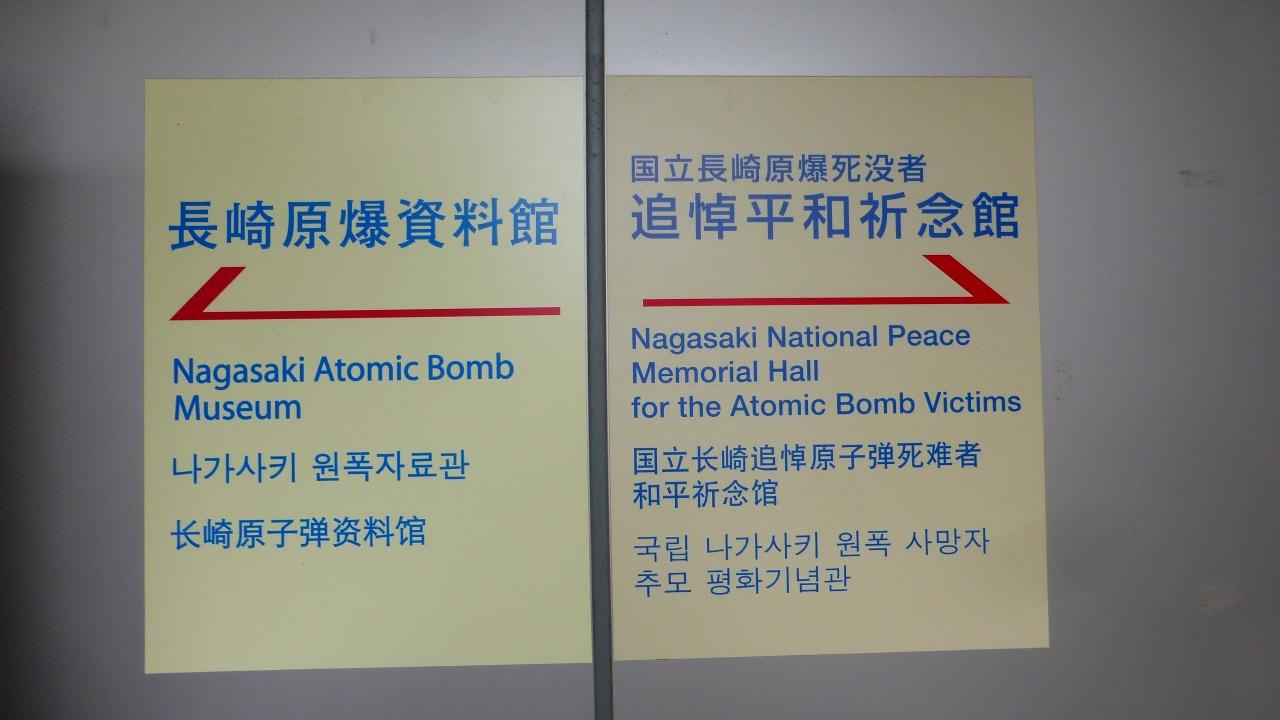 長崎原爆資料館
Nagasaki Atomic Bomb
Museum
나가사키 원폭자료관
长崎原子弹资料馆
国立長崎原爆死没者
追悼平和祈念館
Nagasaki National Peace
Memorial Hall
for the Atomic Bomb Victims
国立长崎追悼原子弹死难者
和平祈念馆
국립 나가사키 원폭 사망자
추모 평화기념관